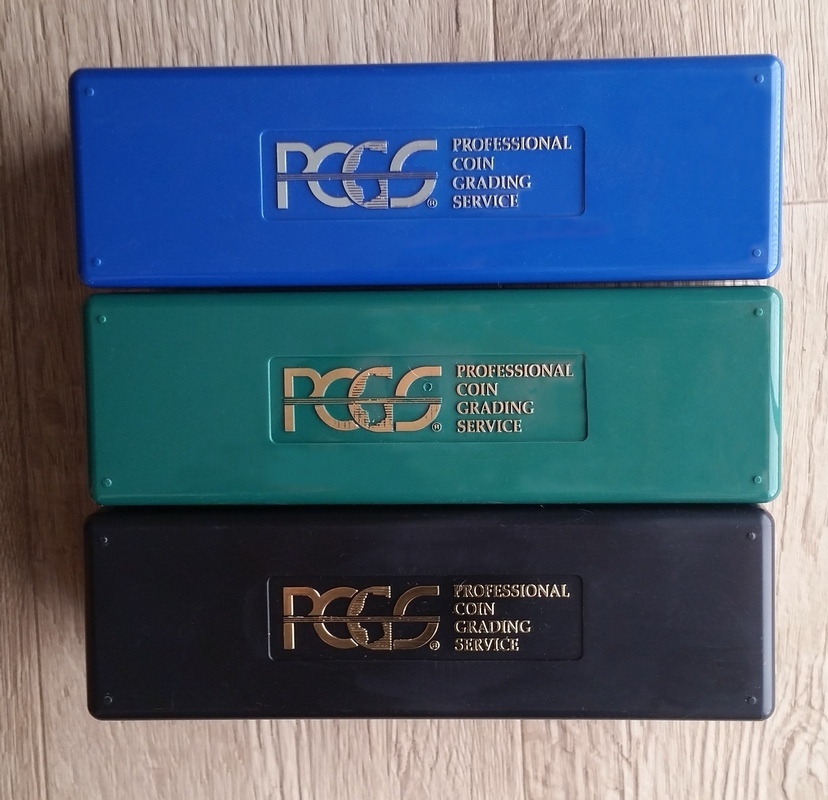 PCGS®
PROFESSIONAL
COIN
GRADING
SERVICE
PCGS®
PROFESSIONAL
COIN
GRADING
SERVICE
PCGS®
PROFESSIONAL
COIN
GRADING
SERVICE